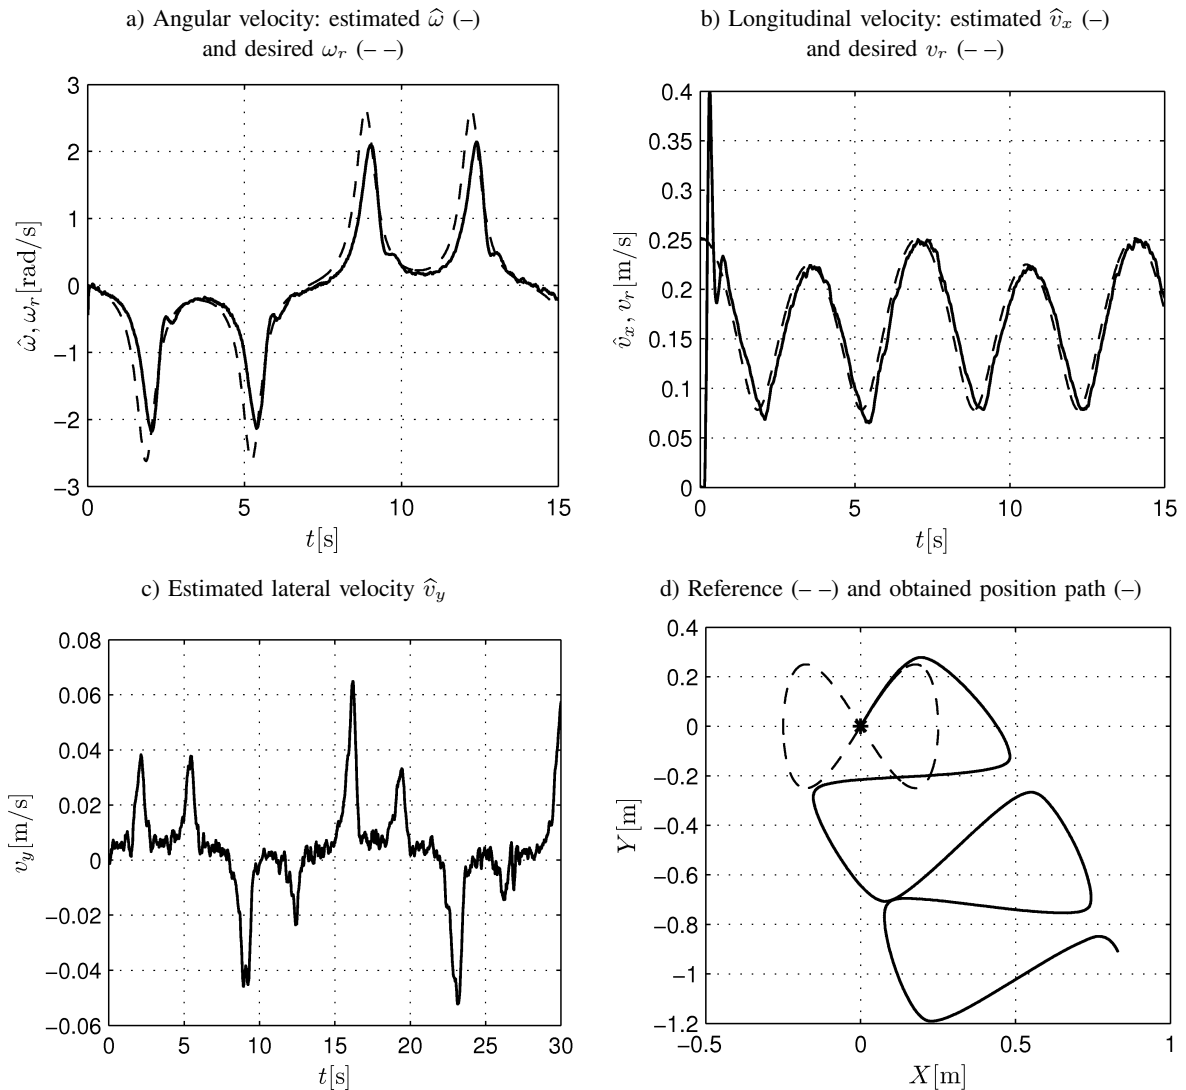 a) Angular velocity: estimated ω̂ (–)
and desired ωᵣ (– –)
3
2
1
0
−1
−2
−3
ω̂, ωᵣ[rad/s]
0 5 10 15
t[s]
b) Longitudinal velocity: estimated v̂ₓ (–)
and desired vᵣ (– –)
0.4
0.35
0.3
0.25
0.2
0.15
0.1
0.05
0
v̂ₓ, vᵣ[m/s]
0 5 10 15
t[s]
c) Estimated lateral velocity v̂_y
0.08
0.06
0.04
0.02
0
−0.02
−0.04
−0.06
v_y[m/s]
0 5 10 15 20 25 30
t[s]
d) Reference (– –) and obtained position path (–)
0.4
0.2
0
−0.2
−0.4
−0.6
−0.8
−1
−1.2
Y[m]
−0.5 0 0.5 1
X[m]